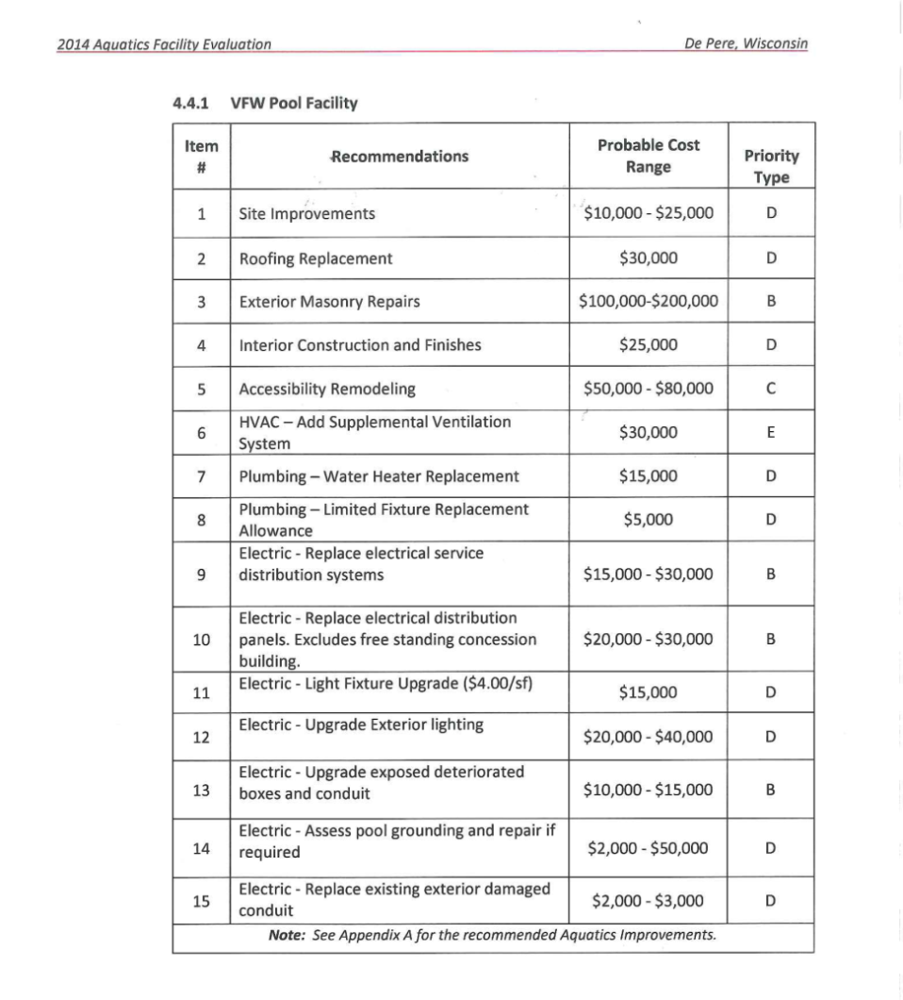 2014 Aquatics Facility Evaluation De Pere, Wisconsin
4.4.1 VFW Pool Facility
Item
#
Recommendations
Probable Cost
Range
Priority
Type
1 Site Improvements $10,000 - $25,000 D
2 Roofing Replacement $30,000 D
3 Exterior Masonry Repairs $100,000-$200,000 B
4 Interior Construction and Finishes $25,000 D
5 Accessibility Remodeling $50,000 - $80,000 C
6 HVAC – Add Supplemental Ventilation
System $30,000 E
7 Plumbing – Water Heater Replacement $15,000 D
8 Plumbing – Limited Fixture Replacement
Allowance $5,000 D
9 Electric - Replace electrical service
distribution systems $15,000 - $30,000 B
10 Electric - Replace electrical distribution
panels. Excludes free standing concession
building. $20,000 - $30,000 B
11 Electric - Light Fixture Upgrade ($4.00/sf) $15,000 D
12 Electric - Upgrade Exterior lighting $20,000 - $40,000 D
13 Electric - Upgrade exposed deteriorated
boxes and conduit $10,000 - $15,000 B
14 Electric - Assess pool grounding and repair if
required $2,000 - $50,000 D
15 Electric - Replace existing exterior damaged
conduit $2,000 - $3,000 D
Note: See Appendix A for the recommended Aquatics Improvements.